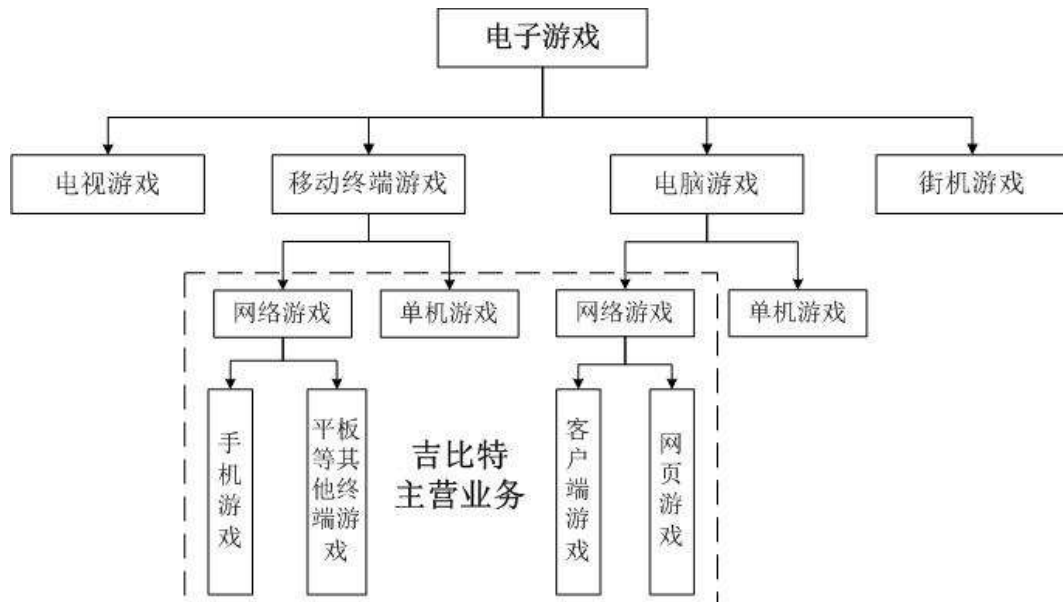 电子游戏
电视游戏
移动终端游戏
电脑游戏
街机游戏
网络游戏
单机游戏
网络游戏
单机游戏
手机游戏
平板
等其
他终
端游
戏
吉比特
主营业务
客户端游戏
网页游戏